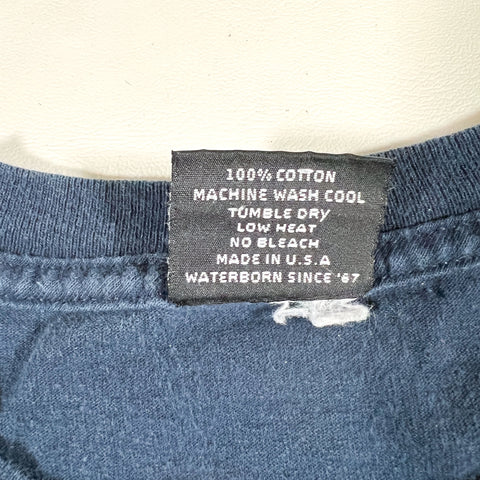 100% COTTON
MACHINE WASH COOL
TUMBLE DRY
LOW HEAT
NO BLEACH
MADE IN U.S.A
WATERBORN SINCE '67